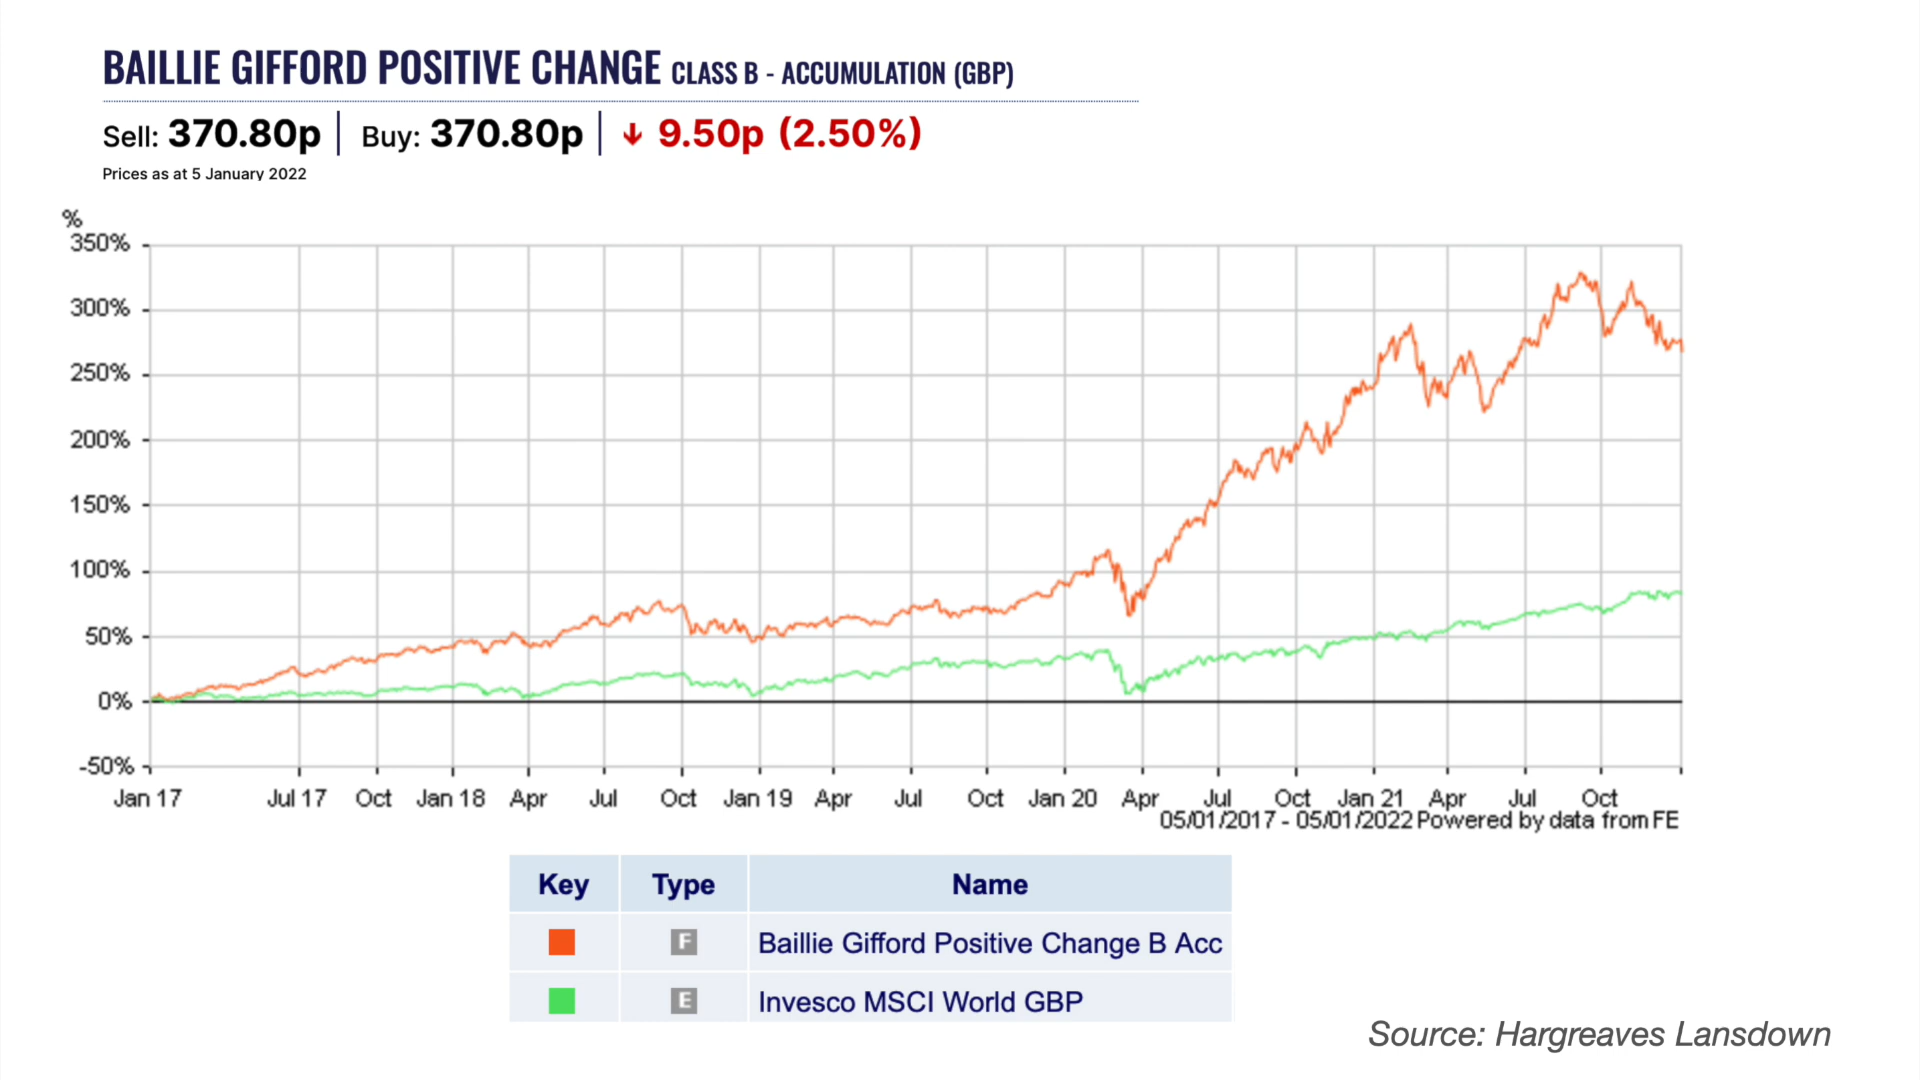 BAILLIE GIFFORD POSITIVE CHANGE CLASS B - ACCUMULATION (GBP)
Sell: 370.80p | Buy: 370.80p | ↓ 9.50p (2.50%)
Prices as at 5 January 2022
%
350%
300%
250%
200%
150%
100%
50%
0%
-50%
Jan 17 Jul 17 Oct Jan 18 Apr Jul Oct Jan 19 Apr Jul Oct Jan 20 Apr Jul Oct Jan 21 Apr Jul Oct
05/01/2017 - 05/01/2022 Powered by data from FE
Key Type Name
F Baillie Gifford Positive Change B Acc
E Invesco MSCI World GBP
Source: Hargreaves Lansdown